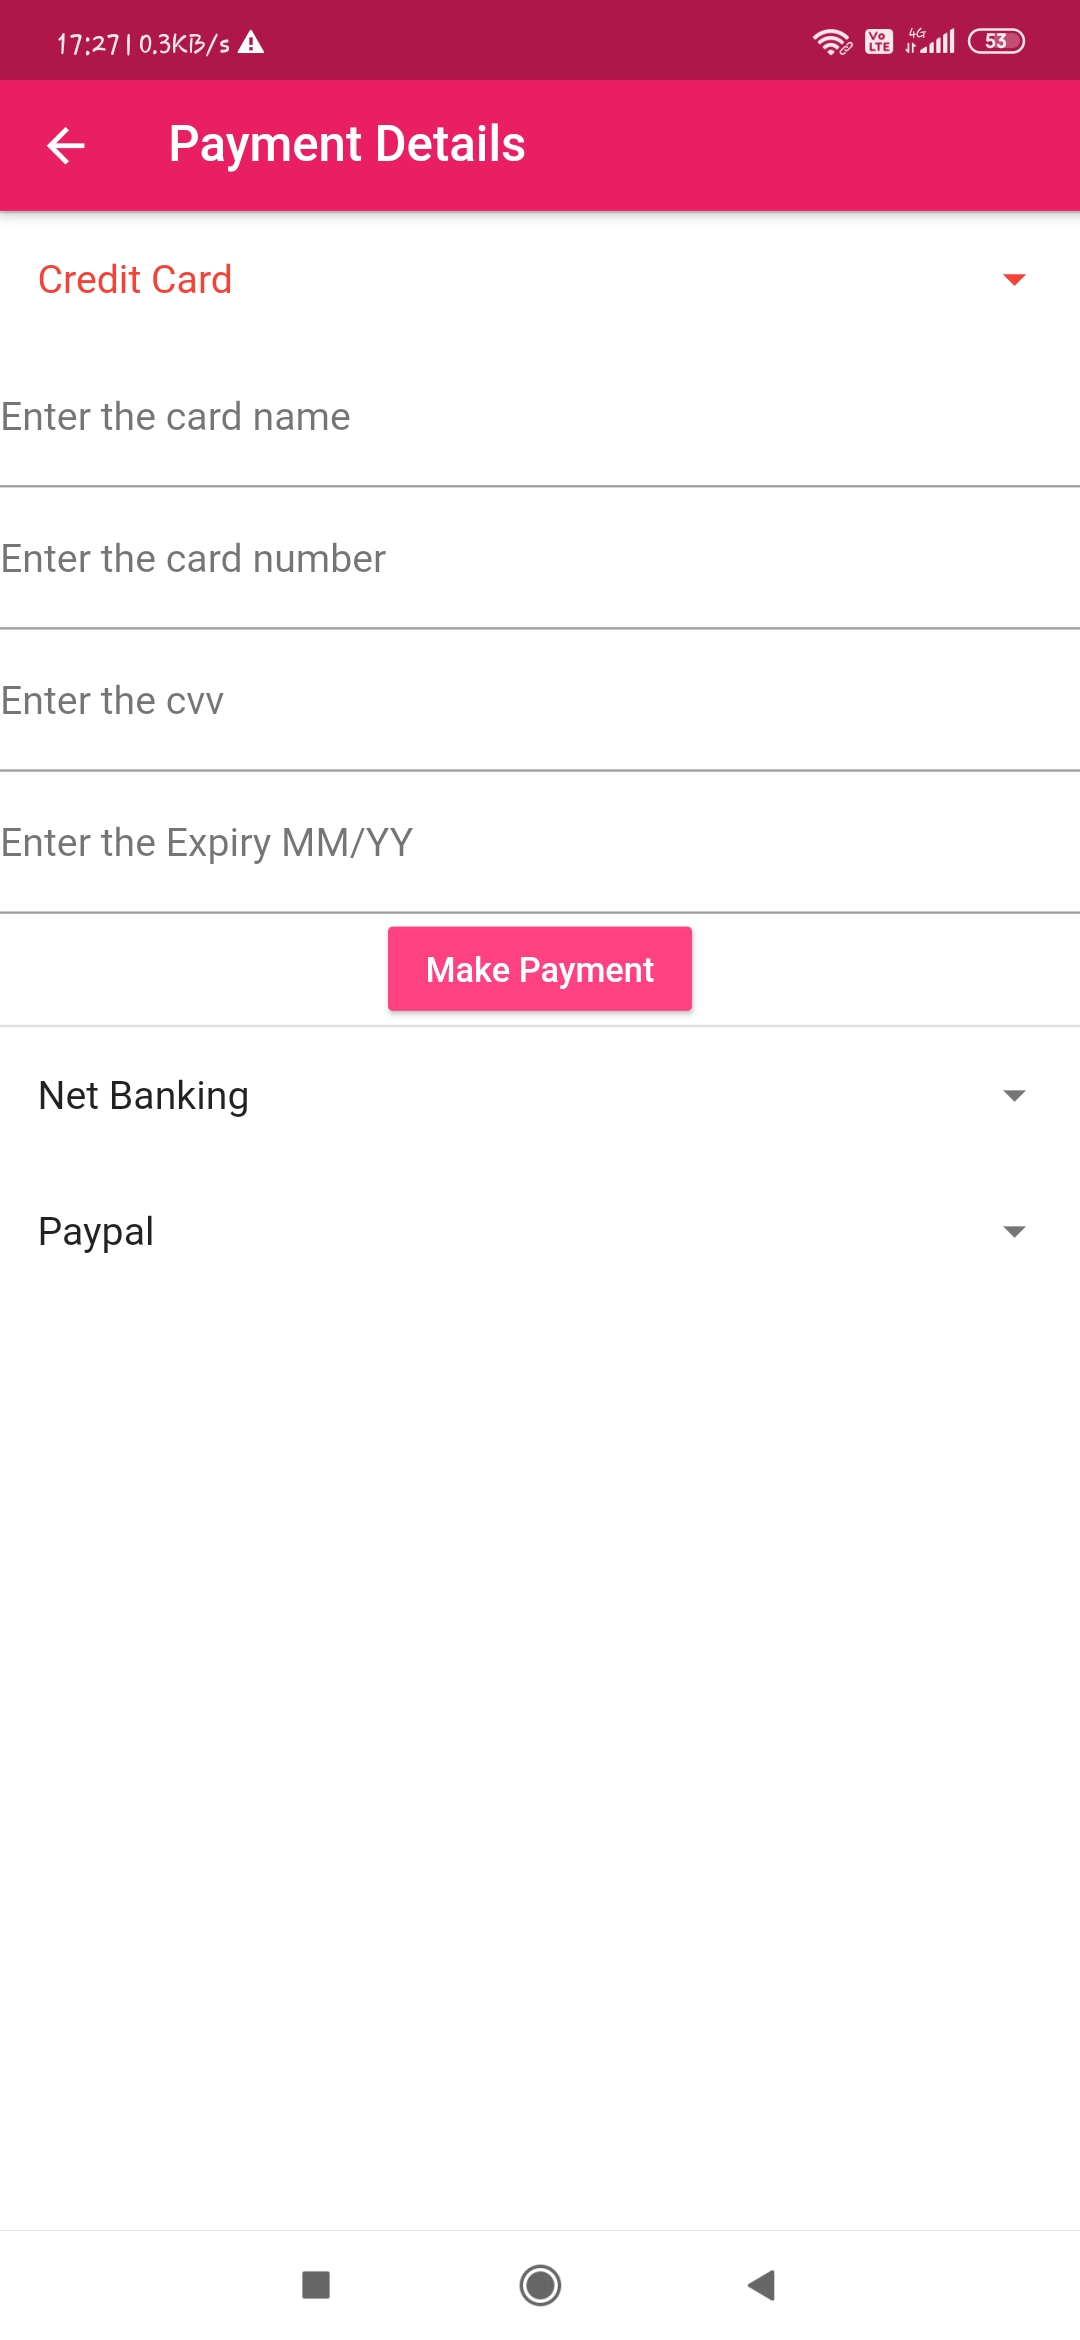 17:27 | 0.3KB/s
Vo LTE 4G 53
Payment Details
Credit Card
Enter the card name
Enter the card number
Enter the cvv
Enter the Expiry MM/YY
Make Payment
Net Banking
Paypal